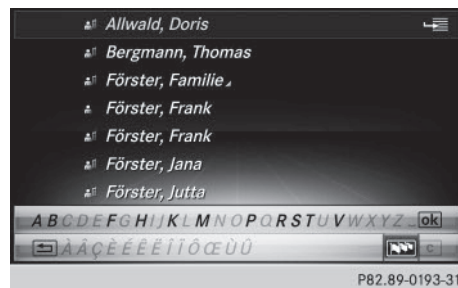 Allwald, Doris
Bergmann, Thomas
Förster, Familie
Förster, Frank
Förster, Frank
Förster, Jana
Förster, Jutta
ABCDEFGHIJKLMNOPQRSTUVWXYZ_ ok
ÀÂÇÈÉÊËÎÏÔŒÙÛ c
P82.89-0193-31